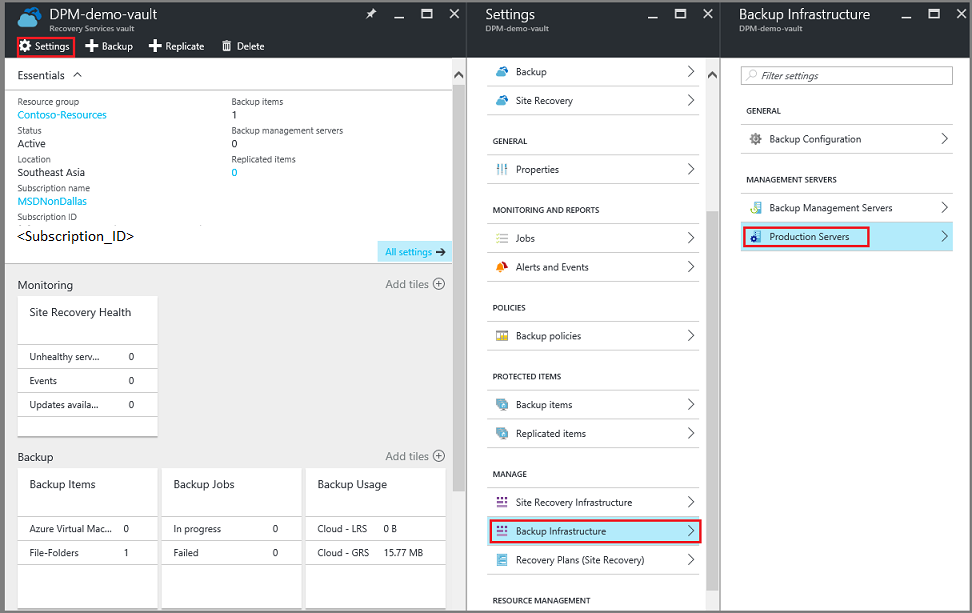 DPM-demo-vault
Recovery Services vault
Settings
Backup
Replicate
Delete
Essentials
Resource group
Contoso-Resources
Status
Active
Location
Southeast Asia
Subscription name
MSDNonDallas
Subscription ID
<Subscription_ID>
Backup items
1
Backup management servers
0
Replicated items
0
All settings
Monitoring
Add tiles
Site Recovery Health
Unhealthy serv... 0
Events 0
Updates availa... 0
Backup
Add tiles
Backup Items
Azure Virtual Mac... 0
File-Folders 1
Backup Jobs
In progress 0
Failed 0
Backup Usage
Cloud - LRS 0 B
Cloud - GRS 15.77 MB
Settings
DPM-demo-vault
Backup
Site Recovery
GENERAL
Properties
MONITORING AND REPORTS
Jobs
Alerts and Events
POLICIES
Backup policies
PROTECTED ITEMS
Backup items
Replicated items
MANAGE
Site Recovery Infrastructure
Backup Infrastructure
Recovery Plans (Site Recovery)
RESOURCE MANAGEMENT
Backup Infrastructure
DPM-demo-vault
Filter settings
GENERAL
Backup Configuration
MANAGEMENT SERVERS
Backup Management Servers
Production Servers